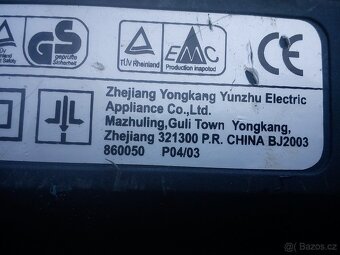 GS
geprüfte
Sicherheit
TÜV Rheinland
EMC
Production inspected
CE
Zhejiang Yongkang Yunzhu Electric
Appliance Co.,Ltd.
Mazhuling,Guli Town Yongkang,
Zhejiang 321300 P.R. CHINA BJ2003
860050 P04/03
Bazos.cz